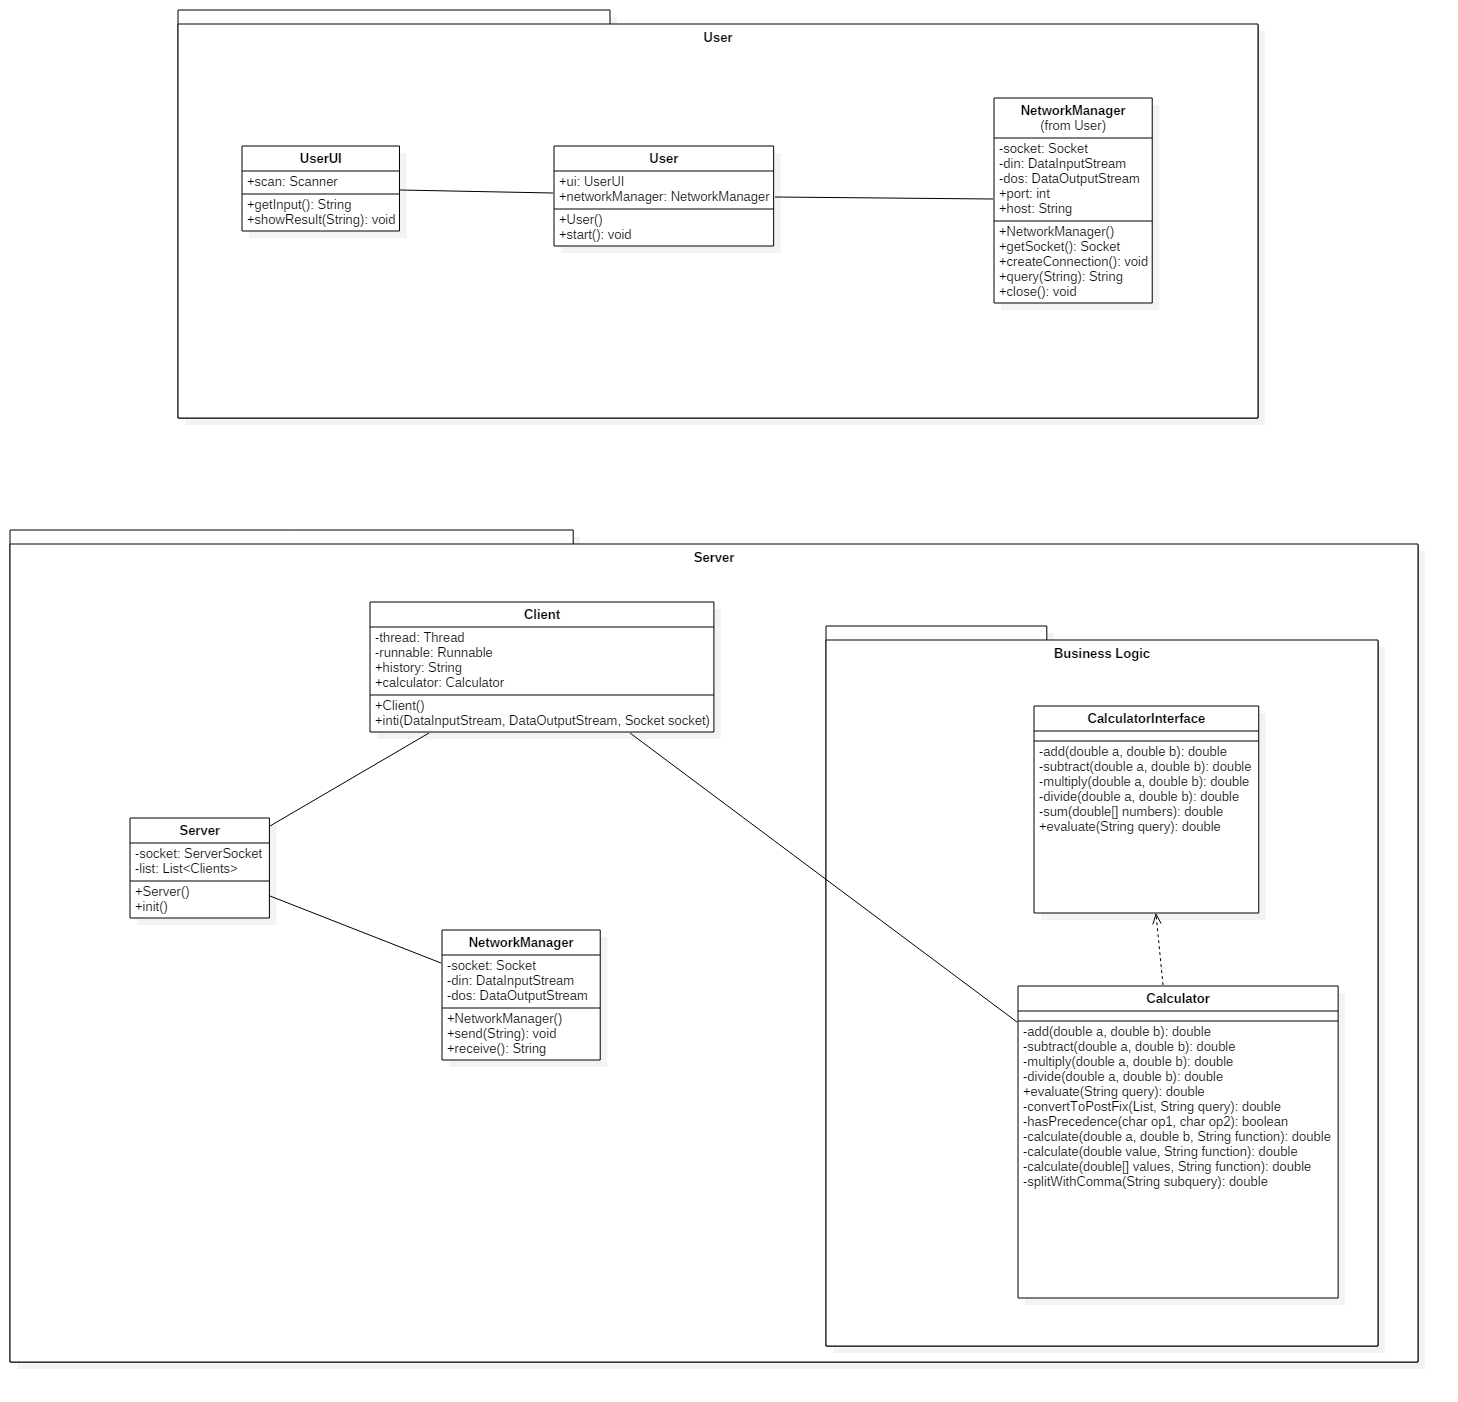 User
UserUI
+scan: Scanner
+getInput(): String
+showResult(String): void
User
+ui: UserUI
+networkManager: NetworkManager
+User()
+start(): void
NetworkManager
(from User)
-socket: Socket
-din: DataInputStream
-dos: DataOutputStream
+port: int
+host: String
+NetworkManager()
+getSocket(): Socket
+createConnection(): void
+query(String): String
+close(): void
Server
Client
-thread: Thread
-runnable: Runnable
+history: String
+calculator: Calculator
+Client()
+inti(DataInputStream, DataOutputStream, Socket socket)
Server
-socket: ServerSocket
-list: List<Clients>
+Server()
+init()
NetworkManager
-socket: Socket
-din: DataInputStream
-dos: DataOutputStream
+NetworkManager()
+send(String): void
+receive(): String
Business Logic
CalculatorInterface
-add(double a, double b): double
-subtract(double a, double b): double
-multiply(double a, double b): double
-divide(double a, double b): double
-sum(double[] numbers): double
+evaluate(String query): double
Calculator
-add(double a, double b): double
-subtract(double a, double b): double
-multiply(double a, double b): double
-divide(double a, double b): double
+evaluate(String query): double
-convertToPostFix(List, String query): double
-hasPrecedence(char op1, char op2): boolean
-calculate(double a, double b, String function): double
-calculate(double value, String function): double
-calculate(double[] values, String function): double
-splitWithComma(String subquery): double